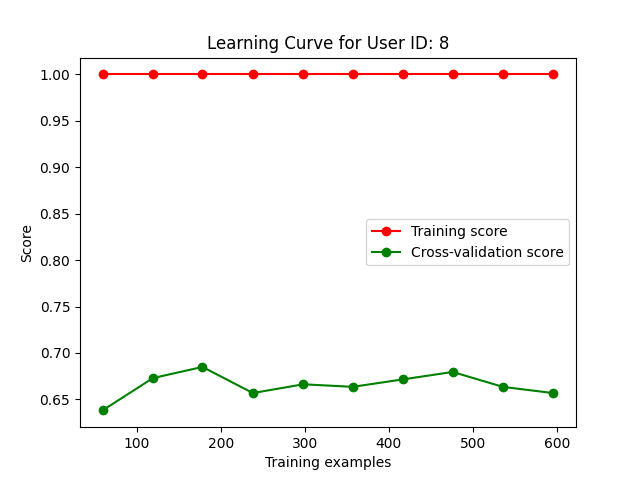 Learning Curve for User ID: 8
1.00
0.95
0.90
0.85
0.80
0.75
0.70
0.65
Score
Training score
Cross-validation score
100 200 300 400 500 600
Training examples